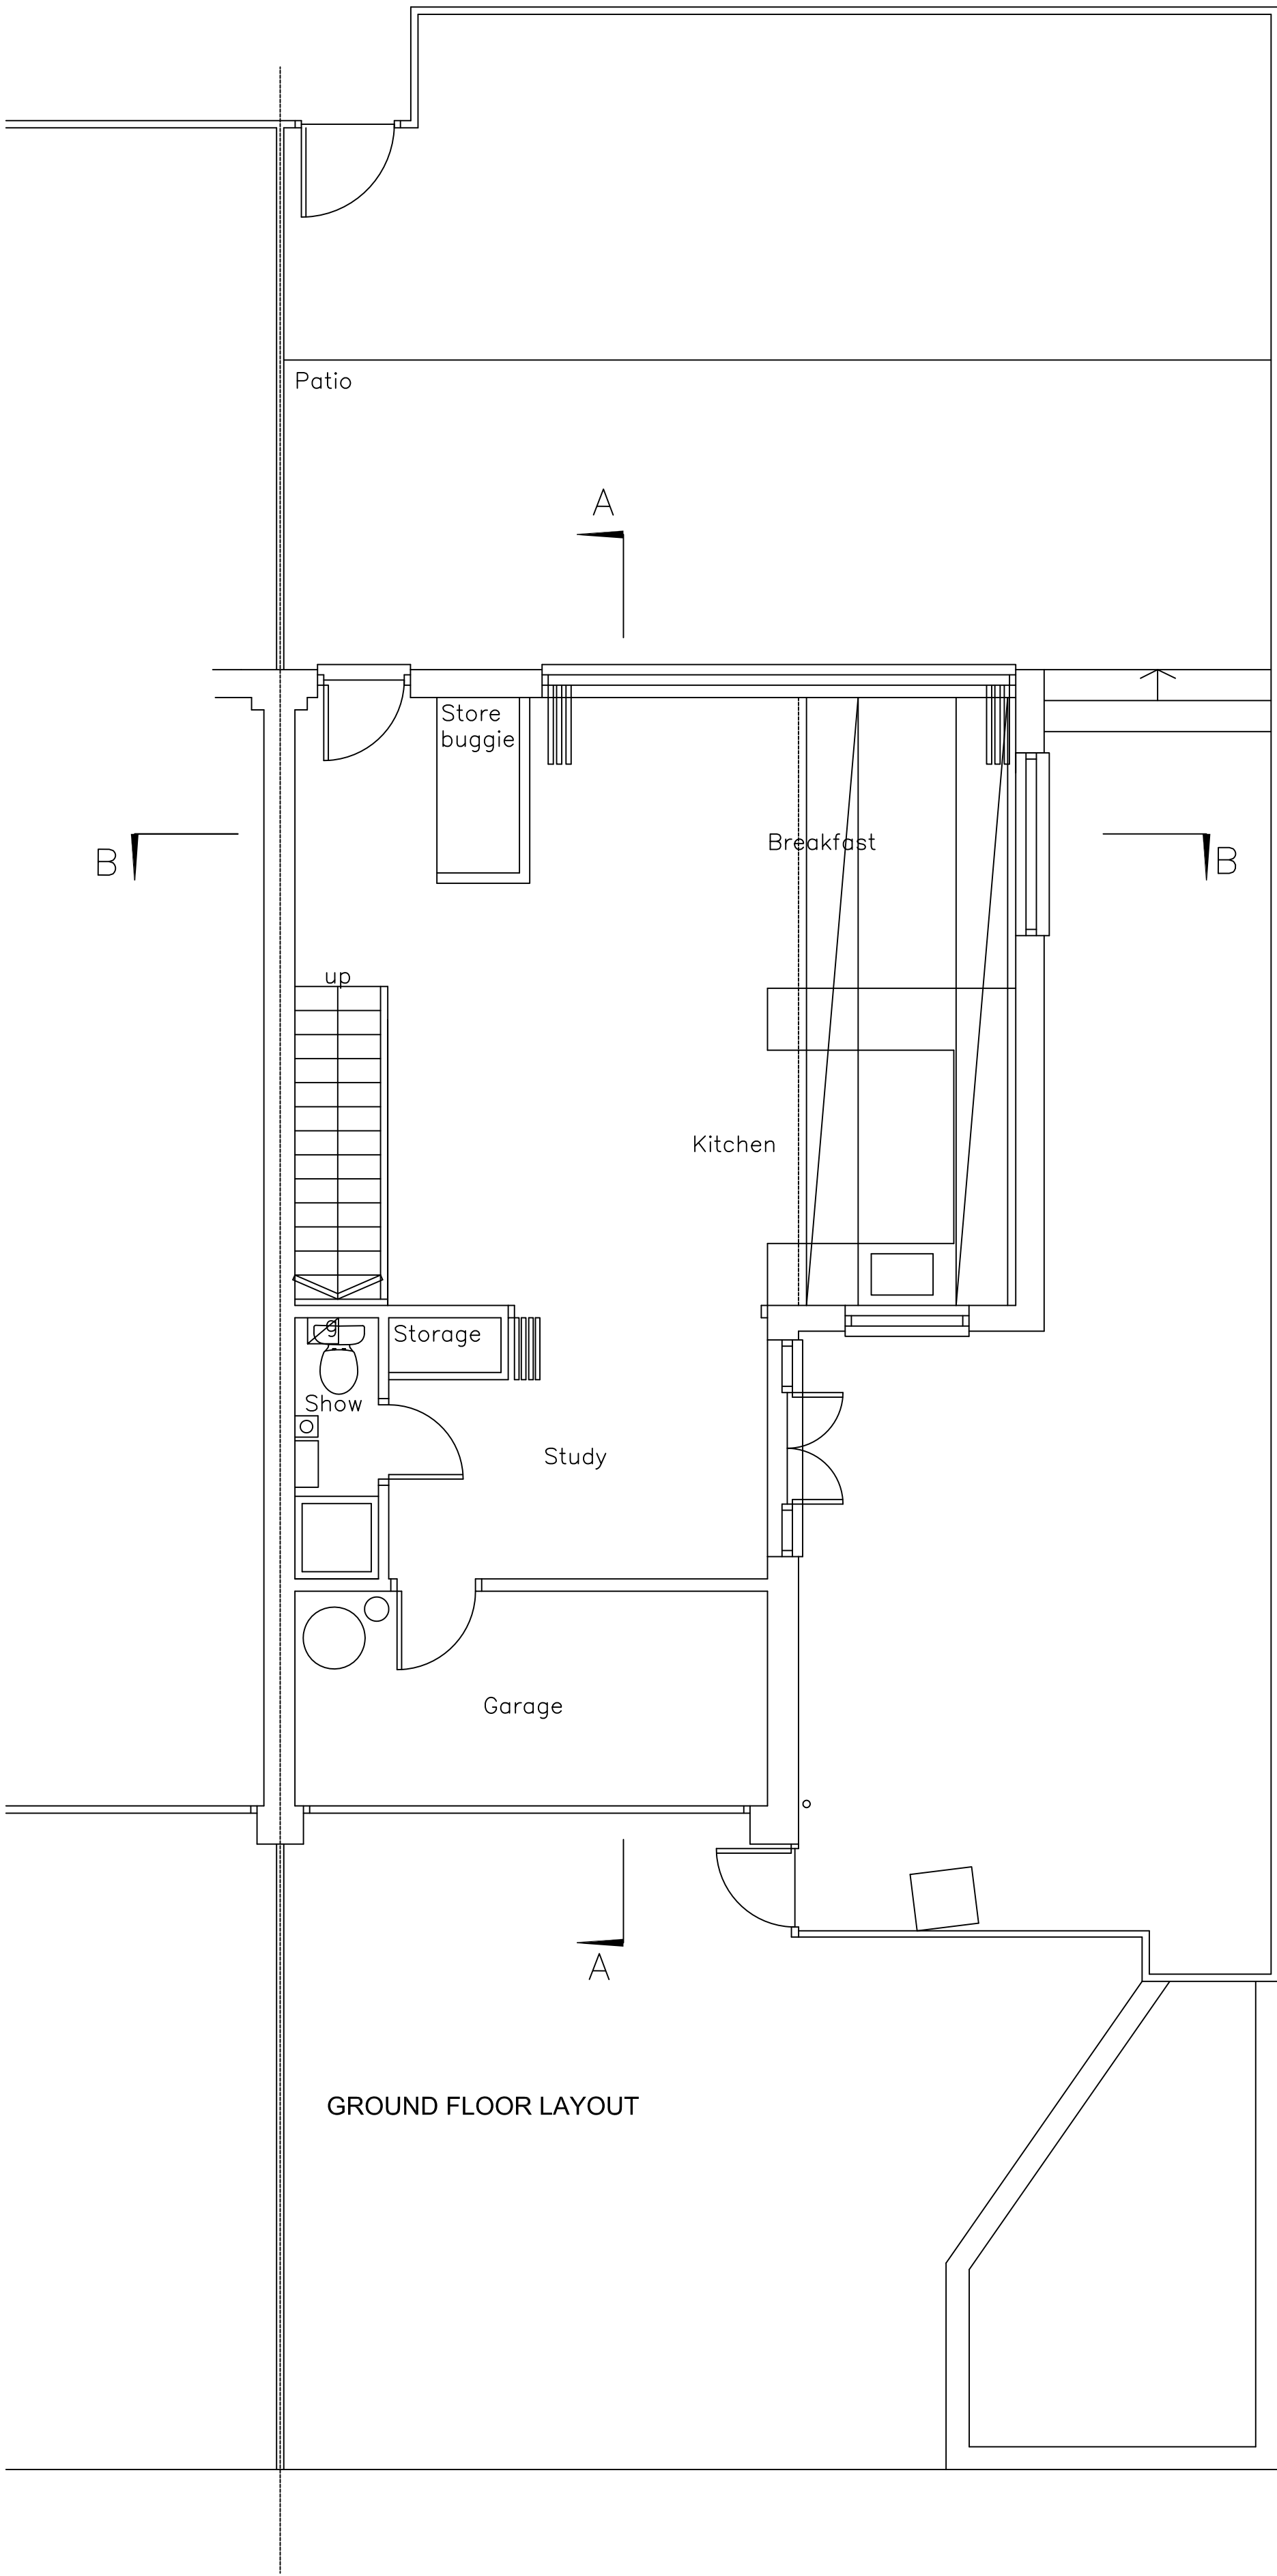 Patio
A
Store
buggie
Breakfast
B
B
up
Kitchen
g
Storage
Show
Study
Garage
A
GROUND FLOOR LAYOUT